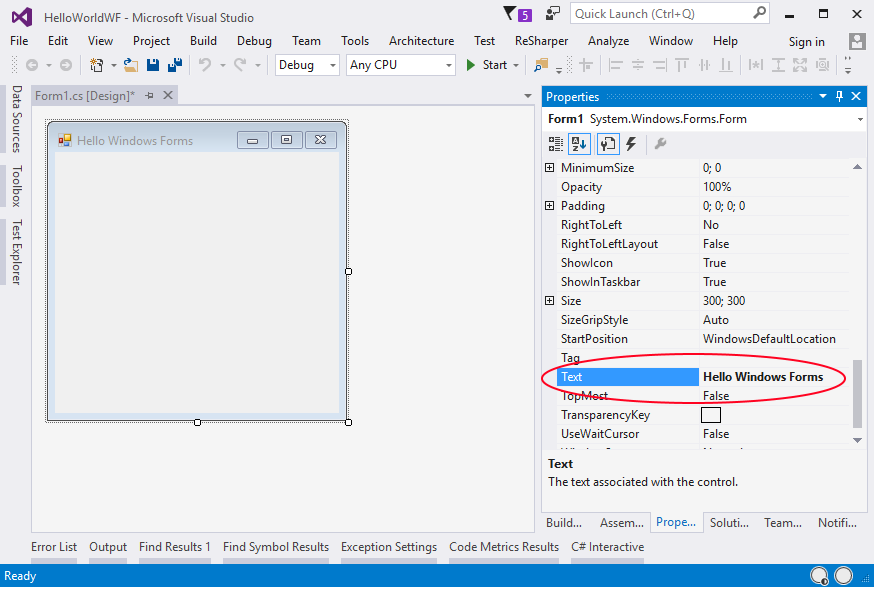 HelloWorldWF - Microsoft Visual Studio
5
Quick Launch (Ctrl+Q)
File Edit View Project Build Debug Team Tools Architecture Test ReSharper Analyze Window Help Sign in
Debug Any CPU Start
Data Sources
Toolbox
Test Explorer
Form1.cs [Design]*
Hello Windows Forms
Properties
Form1 System.Windows.Forms.Form
MinimumSize 0; 0
Opacity 100%
Padding 0; 0; 0; 0
RightToLeft No
RightToLeftLayout False
ShowIcon True
ShowInTaskbar True
Size 300; 300
SizeGripStyle Auto
StartPosition WindowsDefaultLocation
Tag
Text Hello Windows Forms
TopMost False
TransparencyKey
UseWaitCursor False
Text
The text associated with the control.
Build... Assem... Prope... Soluti... Team... Notifi...
Error List Output Find Results 1 Find Symbol Results Exception Settings Code Metrics Results C# Interactive
Ready